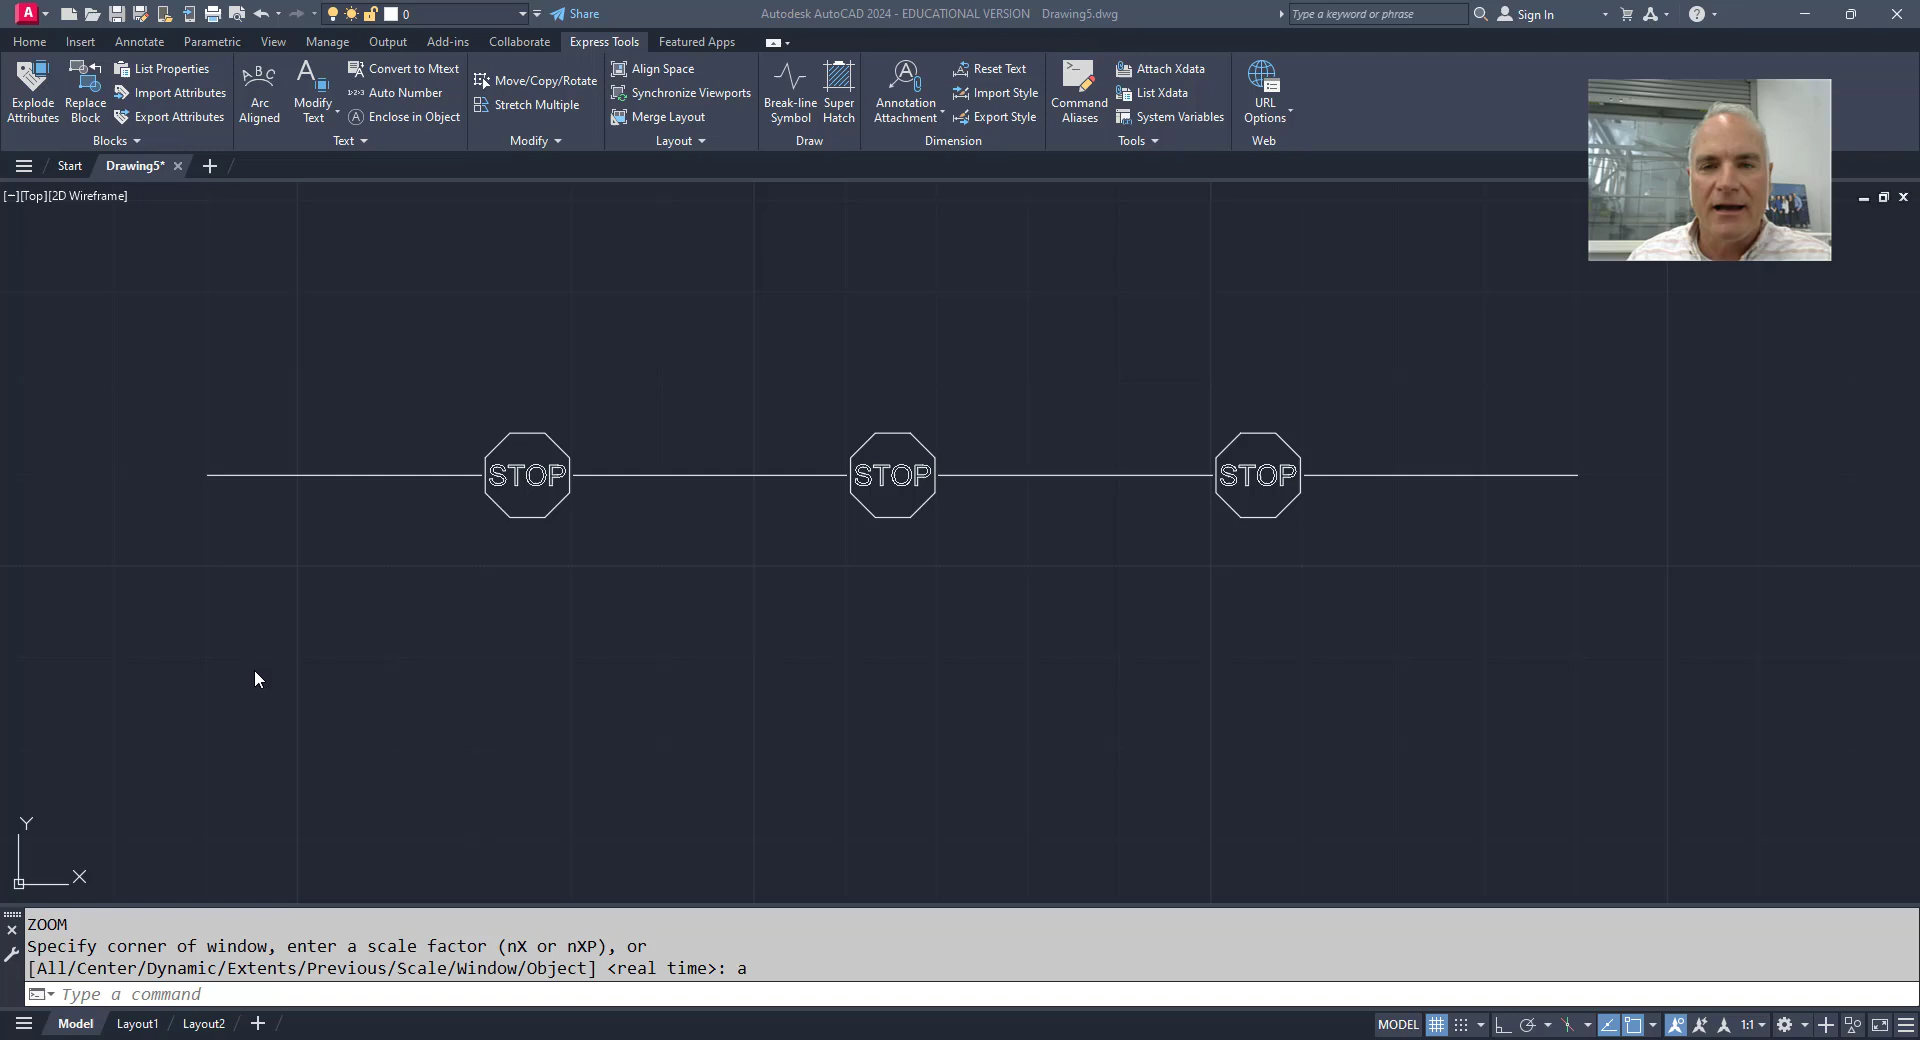 0
Share
Autodesk AutoCAD 2024 - EDUCATIONAL VERSION Drawing5.dwg
Type a keyword or phrase
Sign In
Home Insert Annotate Parametric View Manage Output Add-ins Collaborate Express Tools Featured Apps
Explode Attributes
Replace Block
List Properties
Import Attributes
Export Attributes
Blocks
ABC
Arc Aligned
A
Modify Text
Convert to Mtext
1-2-3 Auto Number
A Enclose in Object
Text
Move/Copy/Rotate
Stretch Multiple
Modify
Align Space
Synchronize Viewports
Merge Layout
Layout
Break-line Symbol
Super Hatch
Draw
Annotation Attachment
Reset Text
Import Style
Export Style
Dimension
Command Aliases
Attach Xdata
List Xdata
System Variables
Tools
URL Options
Web
Start
Drawing5*
[−][Top][2D Wireframe]
STOP STOP STOP
Y
X
ZOOM
Specify corner of window, enter a scale factor (nX or nXP), or
[All/Center/Dynamic/Extents/Previous/Scale/Window/Object] <real time>: a
Type a command
Model Layout1 Layout2
MODEL
1:1